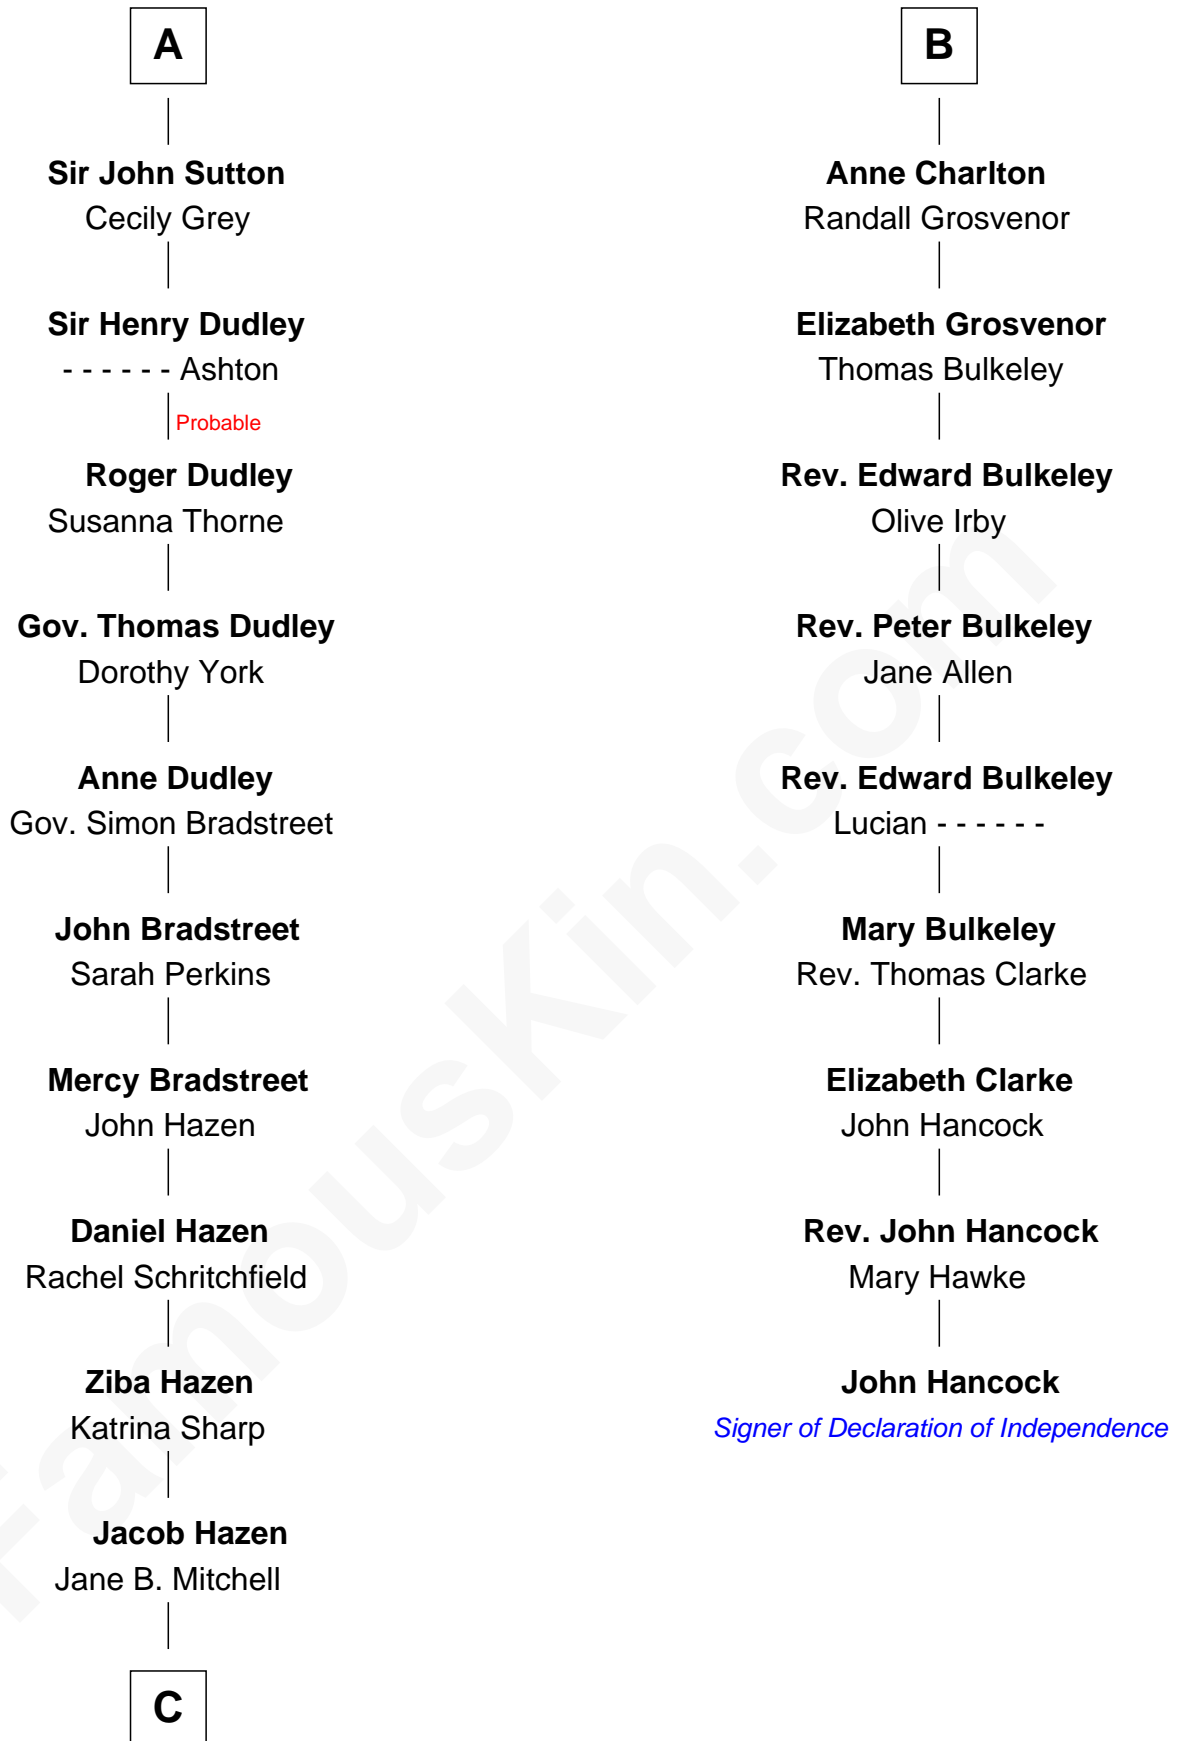 A
Sir John Sutton
Cecily Grey
Sir Henry Dudley
- - - - - - Ashton
Probable
Roger Dudley
Susanna Thorne
Gov. Thomas Dudley
Dorothy York
Anne Dudley
Gov. Simon Bradstreet
John Bradstreet
Sarah Perkins
Mercy Bradstreet
John Hazen
Daniel Hazen
Rachel Schritchfield
Ziba Hazen
Katrina Sharp
Jacob Hazen
Jane B. Mitchell
C
B
Anne Charlton
Randall Grosvenor
Elizabeth Grosvenor
Thomas Bulkeley
Rev. Edward Bulkeley
Olive Irby
Rev. Peter Bulkeley
Jane Allen
Rev. Edward Bulkeley
Lucian - - - - - -
Mary Bulkeley
Rev. Thomas Clarke
Elizabeth Clarke
John Hancock
Rev. John Hancock
Mary Hawke
John Hancock
Signer of Declaration of Independence
FamousKin.com